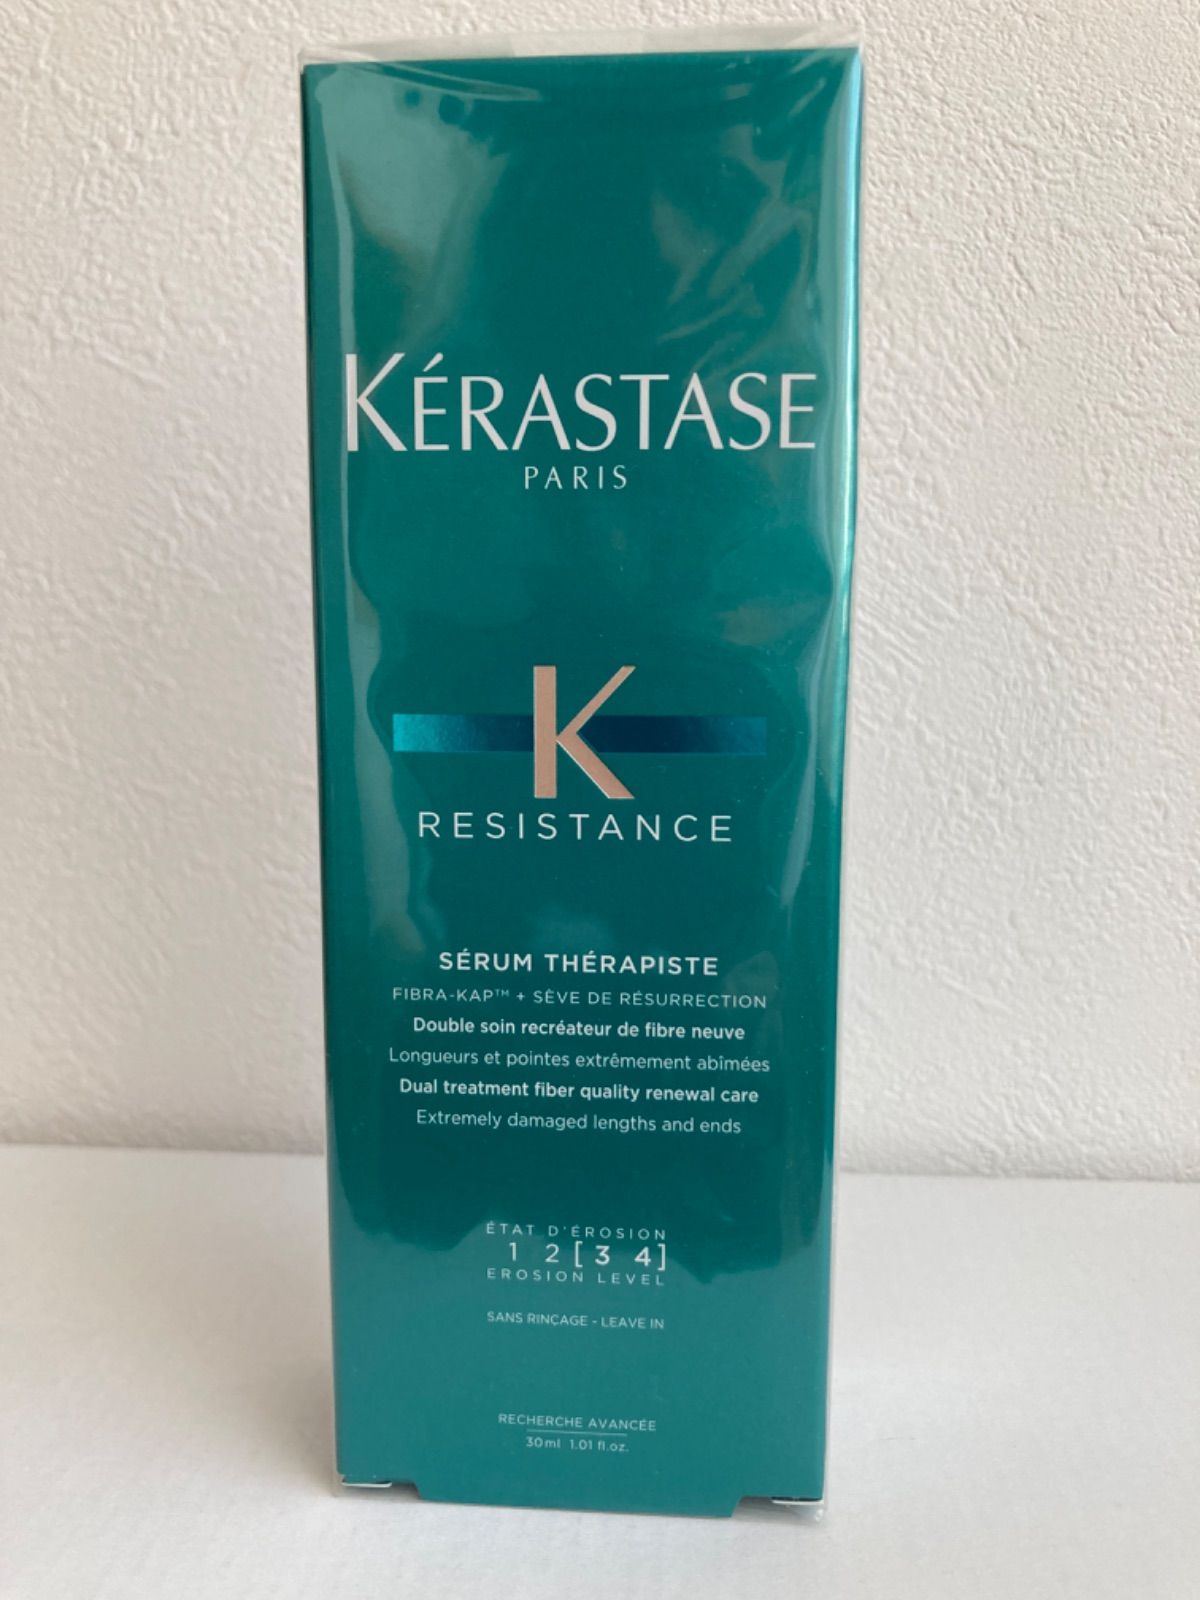 KÉRASTASE
PARIS
K
RESISTANCE
SÉRUM THÉRAPISTE
FIBRA-KAP™ + SÈVE DE RÉSURRECTION
Double soin recréateur de fibre neuve
Longueurs et pointes extrêmement abîmées
Dual treatment fiber quality renewal care
Extremely damaged lengths and ends
ÉTAT D'ÉROSION
1 2 [3 4]
EROSION LEVEL
SANS RINÇAGE - LEAVE IN
RECHERCHE AVANCÉE
30ml 1.01 fl.oz.